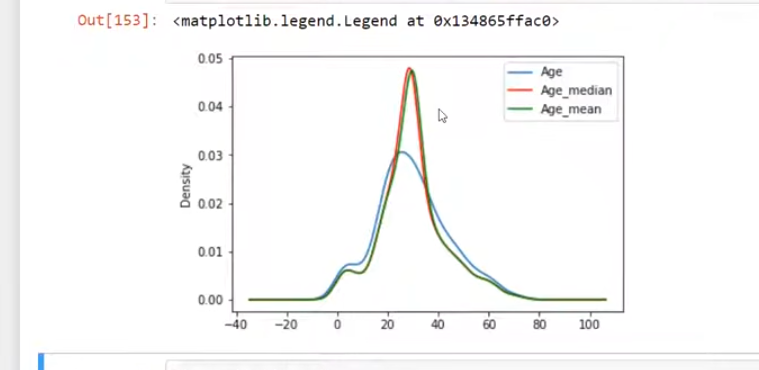 Out[153]: <matplotlib.legend.Legend at 0x134865ffac0>
0.05
Age
Age_median
Age_mean
0.04
0.03
Density
0.02
0.01
0.00
−40 −20 0 20 40 60 80 100